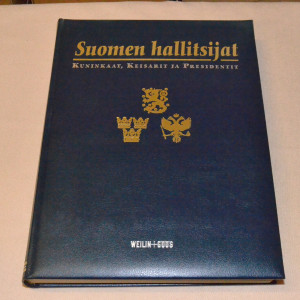 Suomen hallitsijat
Kuninkaat, Keisarit ja Presidentit
WEILIN+GÖÖS